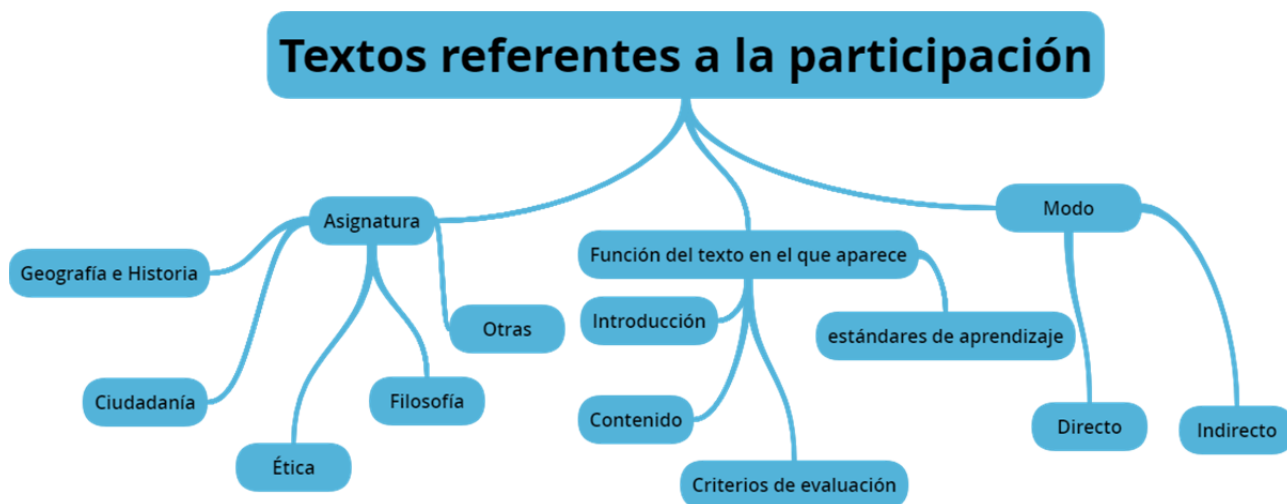 Textos referentes a la participación
Asignatura
Geografía e Historia
Ciudadanía
Ética
Filosofía
Otras
Función del texto en el que aparece
Introducción
Contenido
Criterios de evaluación
estándares de aprendizaje
Modo
Directo
Indirecto